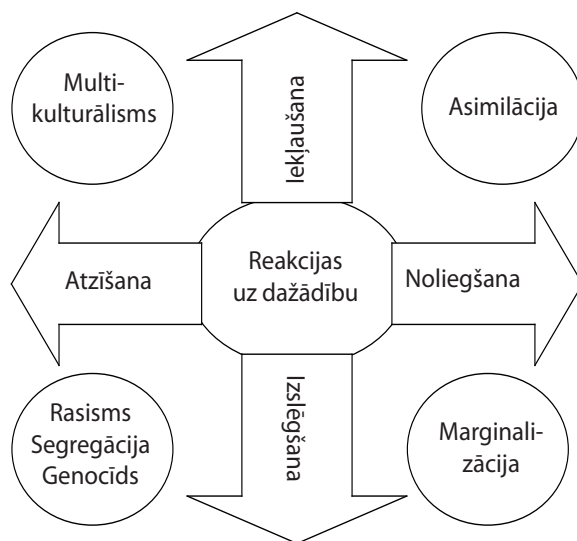 Multi-
kulturālisms
Iekļaušana
Asimilācija
Atzīšana
Reakcijas
uz dažādību
Noliegšana
Rasisms
Segregācija
Genocīds
Izslēgšana
Marginali-
zācija